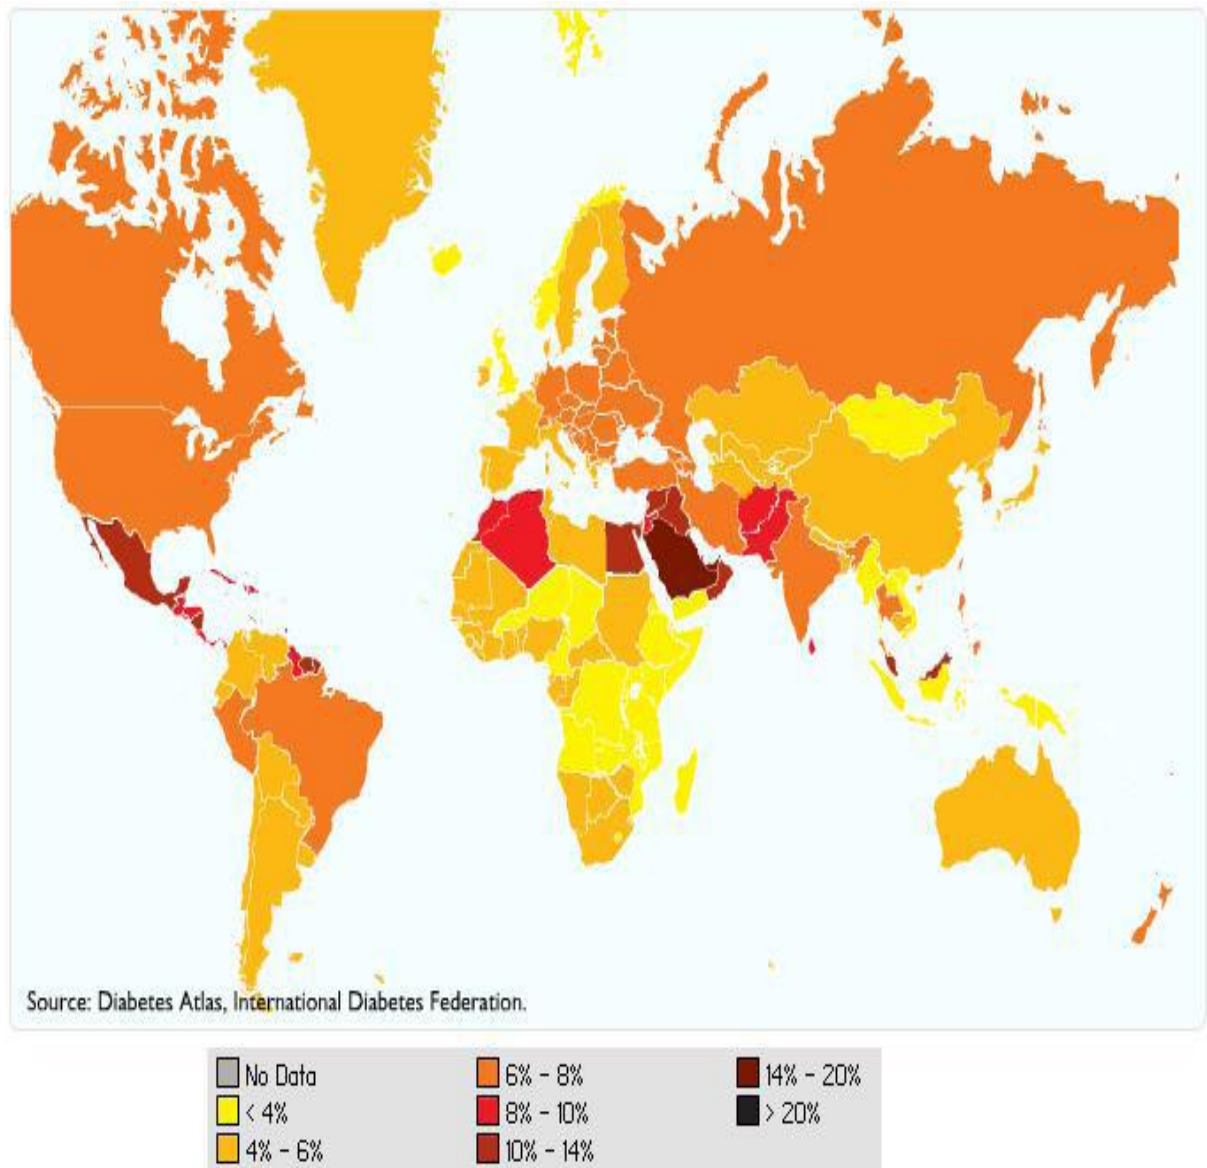 Source: Diabetes Atlas, International Diabetes Federation.
No Data
< 4%
4% - 6%
6% - 8%
8% - 10%
10% - 14%
14% - 20%
> 20%